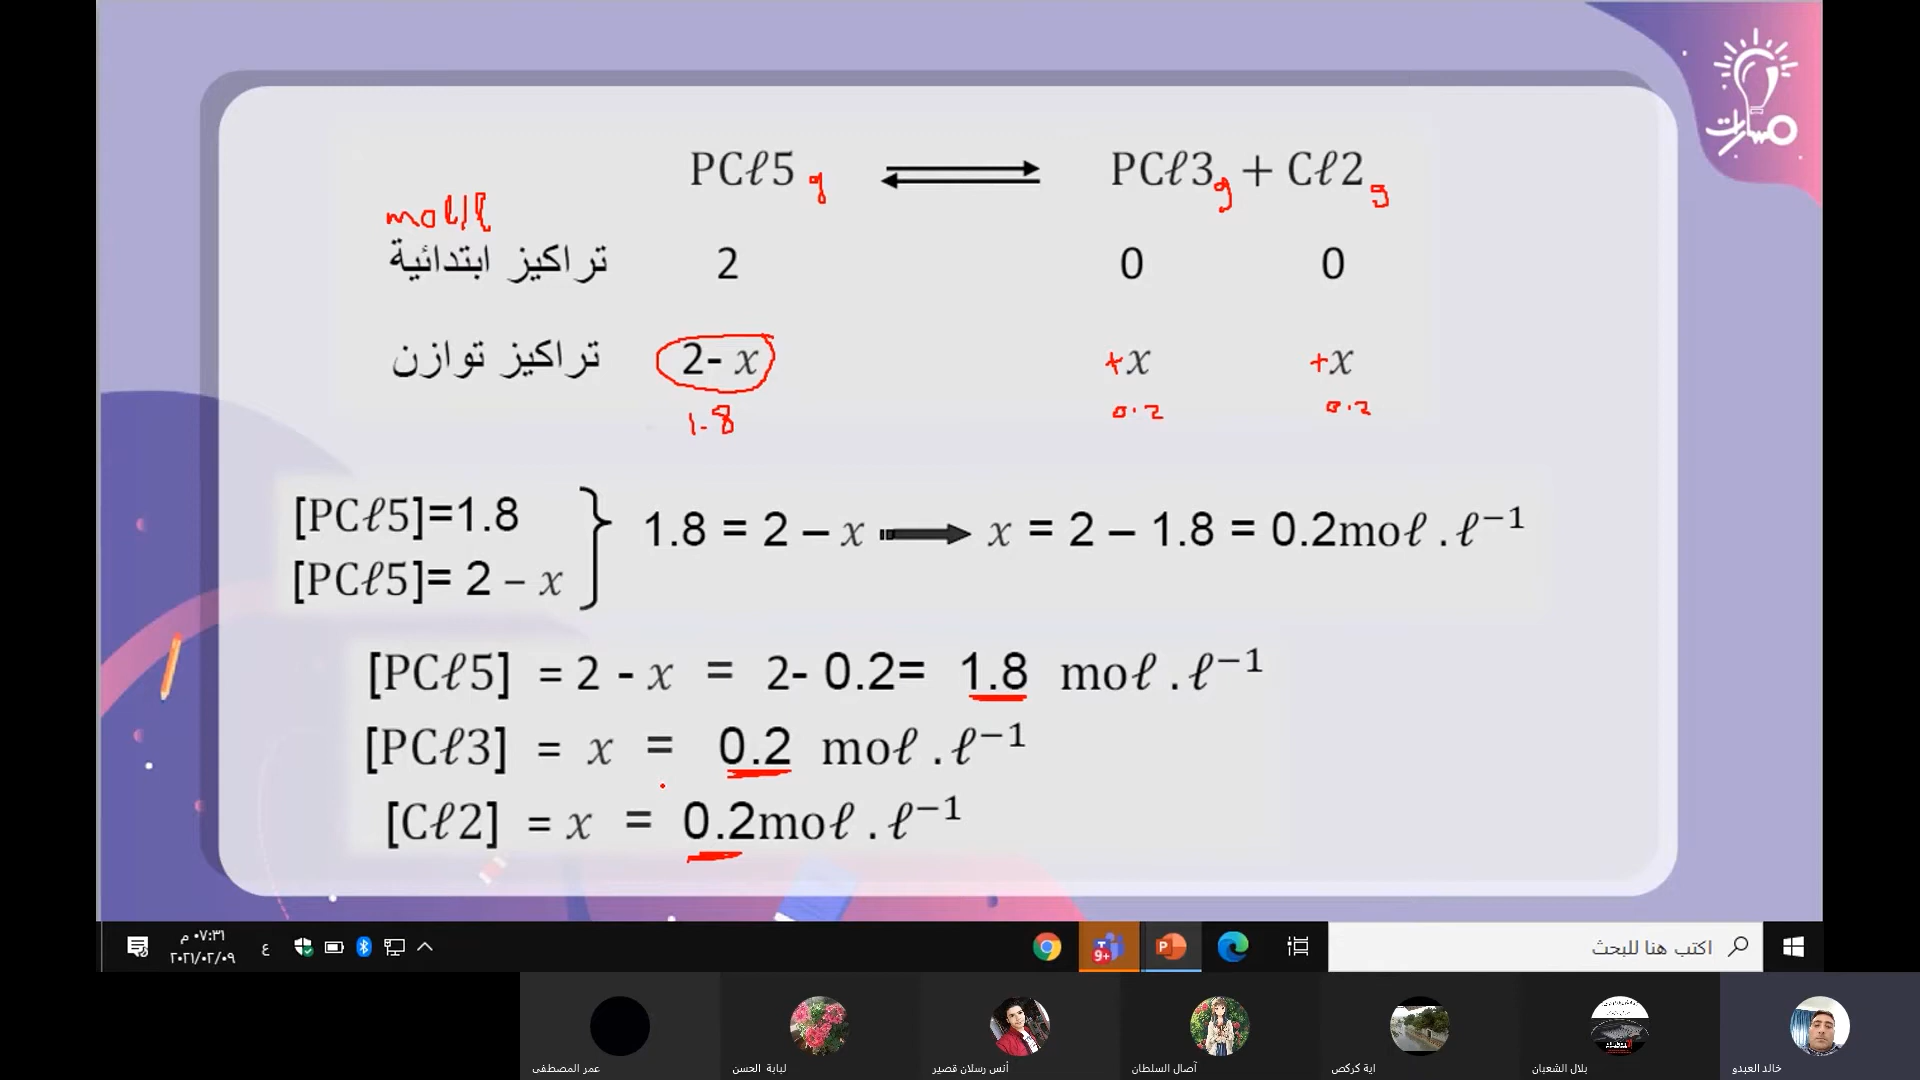 مسارات
PCℓ5 g ⇌ PCℓ3 g + Cℓ2 g
mol/l
تراكيز ابتدائية 2 0 0
تراكيز توازن 2- x +x +x
1.8 0.2 0.2
[PCℓ5]=1.8
[PCℓ5]= 2 – x
1.8 = 2 – x ⟹ x = 2 – 1.8 = 0.2moℓ .ℓ⁻¹
[PCℓ5] = 2 - x = 2- 0.2= 1.8 moℓ .ℓ⁻¹
[PCℓ3] = x = 0.2 moℓ .ℓ⁻¹
[Cℓ2] = x = 0.2moℓ .ℓ⁻¹
٠٧:٣١ م
٢٠٢١/٠٢/٠٩
ع
9+
اكتب هنا للبحث
عمر المصطفى
لبابة الحسن
أنس رسلان قصير
آصال السلطان
اية كركص
بلال الشعبان
خالد العبدو